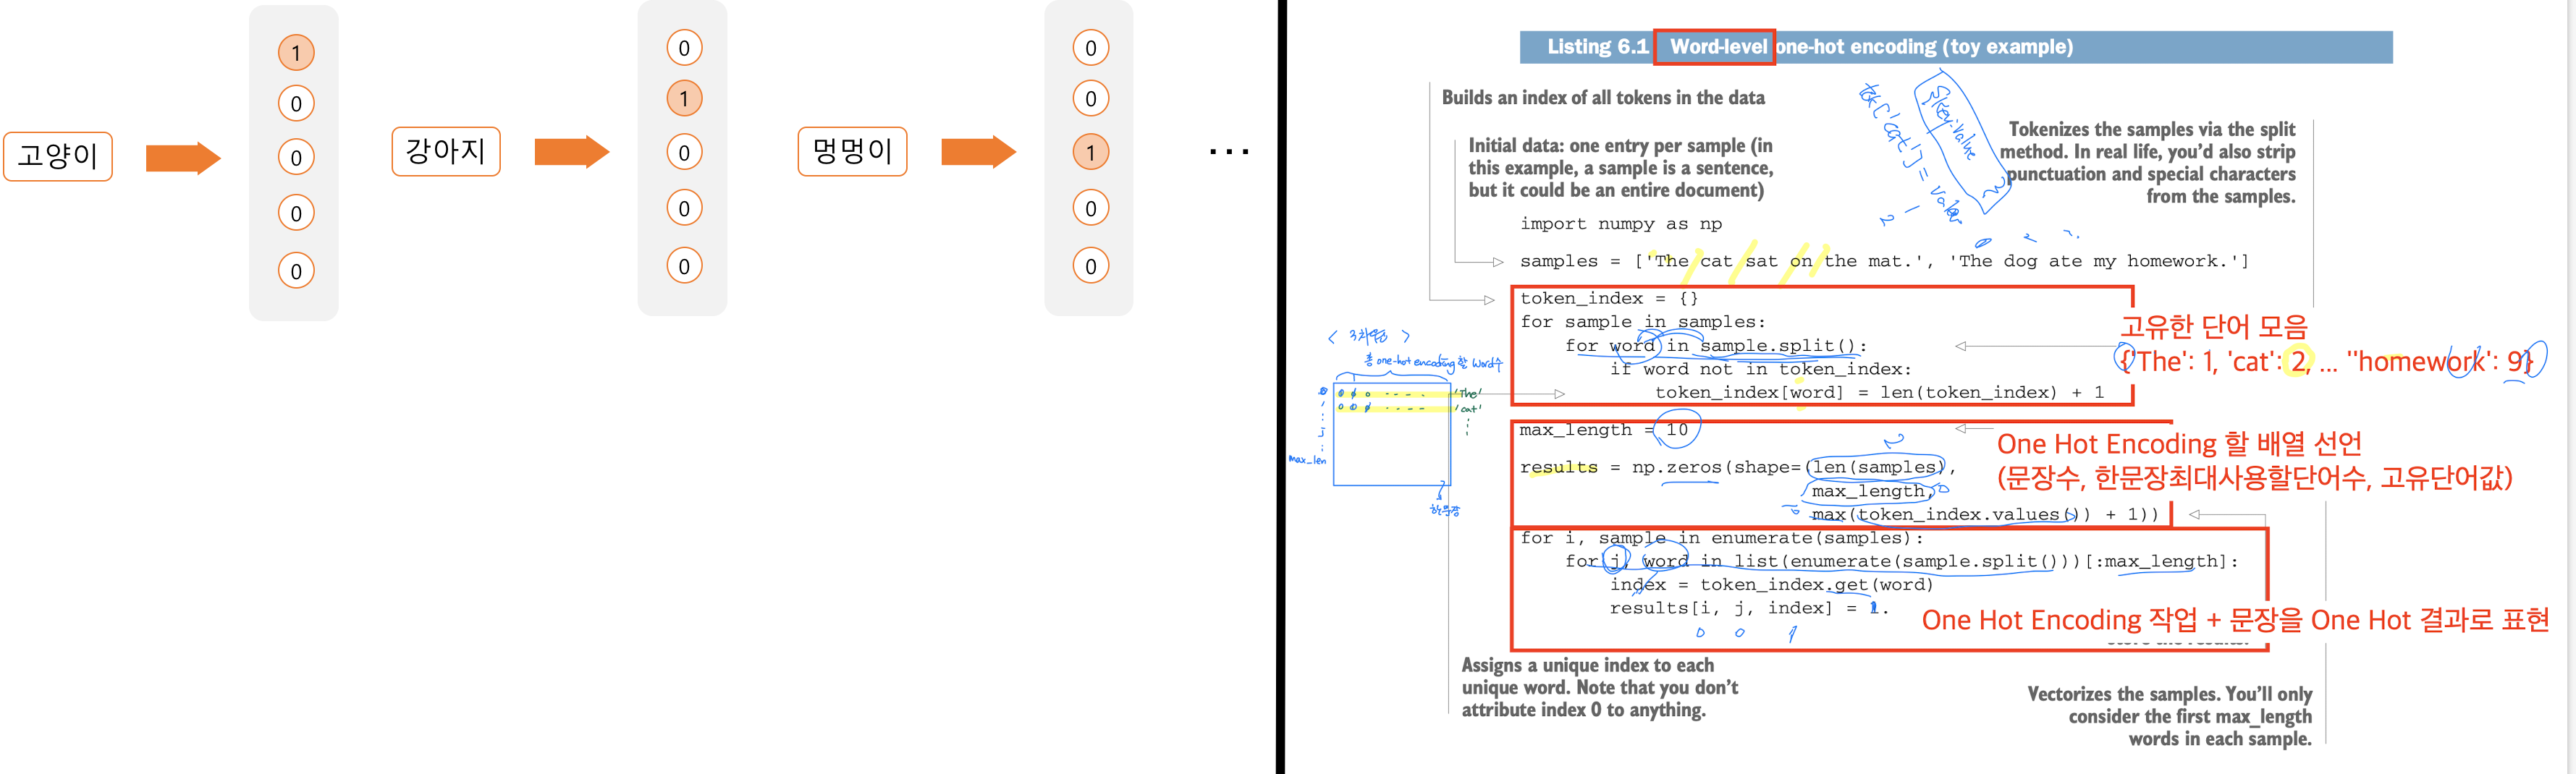 고양이
1
0
0
0
0
강아지
0
1
0
0
0
멍멍이
0
0
1
0
0
...
Listing 6.1 Word-level one-hot encoding (toy example)
Builds an index of all tokens in the data
Initial data: one entry per sample (in
this example, a sample is a sentence,
but it could be an entire document)
tok['cat'] = value
key:value
Tokenizes the samples via the split
method. In real life, you'd also strip
punctuation and special characters
from the samples.
import numpy as np
samples = ['The cat sat on the mat.', 'The dog ate my homework.']
token_index = {}
for sample in samples:
for word in sample.split():
if word not in token_index:
token_index[word] = len(token_index) + 1
고유한 단어 모음
{'The': 1, 'cat': 2, ... ''homework': 9}
< 3차원 >
총 one-hot encoding 할 word수
'The'
'cat'
j
max_len
한문장
max_length = 10
results = np.zeros(shape=(len(samples),
max_length,
max(token_index.values()) + 1))
One Hot Encoding 할 배열 선언
(문장수, 한문장최대사용할단어수, 고유단어값)
for i, sample in enumerate(samples):
for j, word in list(enumerate(sample.split()))[:max_length]:
index = token_index.get(word)
results[i, j, index] = 1.
0 0 1
One Hot Encoding 작업 + 문장을 One Hot 결과로 표현
Assigns a unique index to each
unique word. Note that you don't
attribute index 0 to anything.
Vectorizes the samples. You'll only
consider the first max_length
words in each sample.